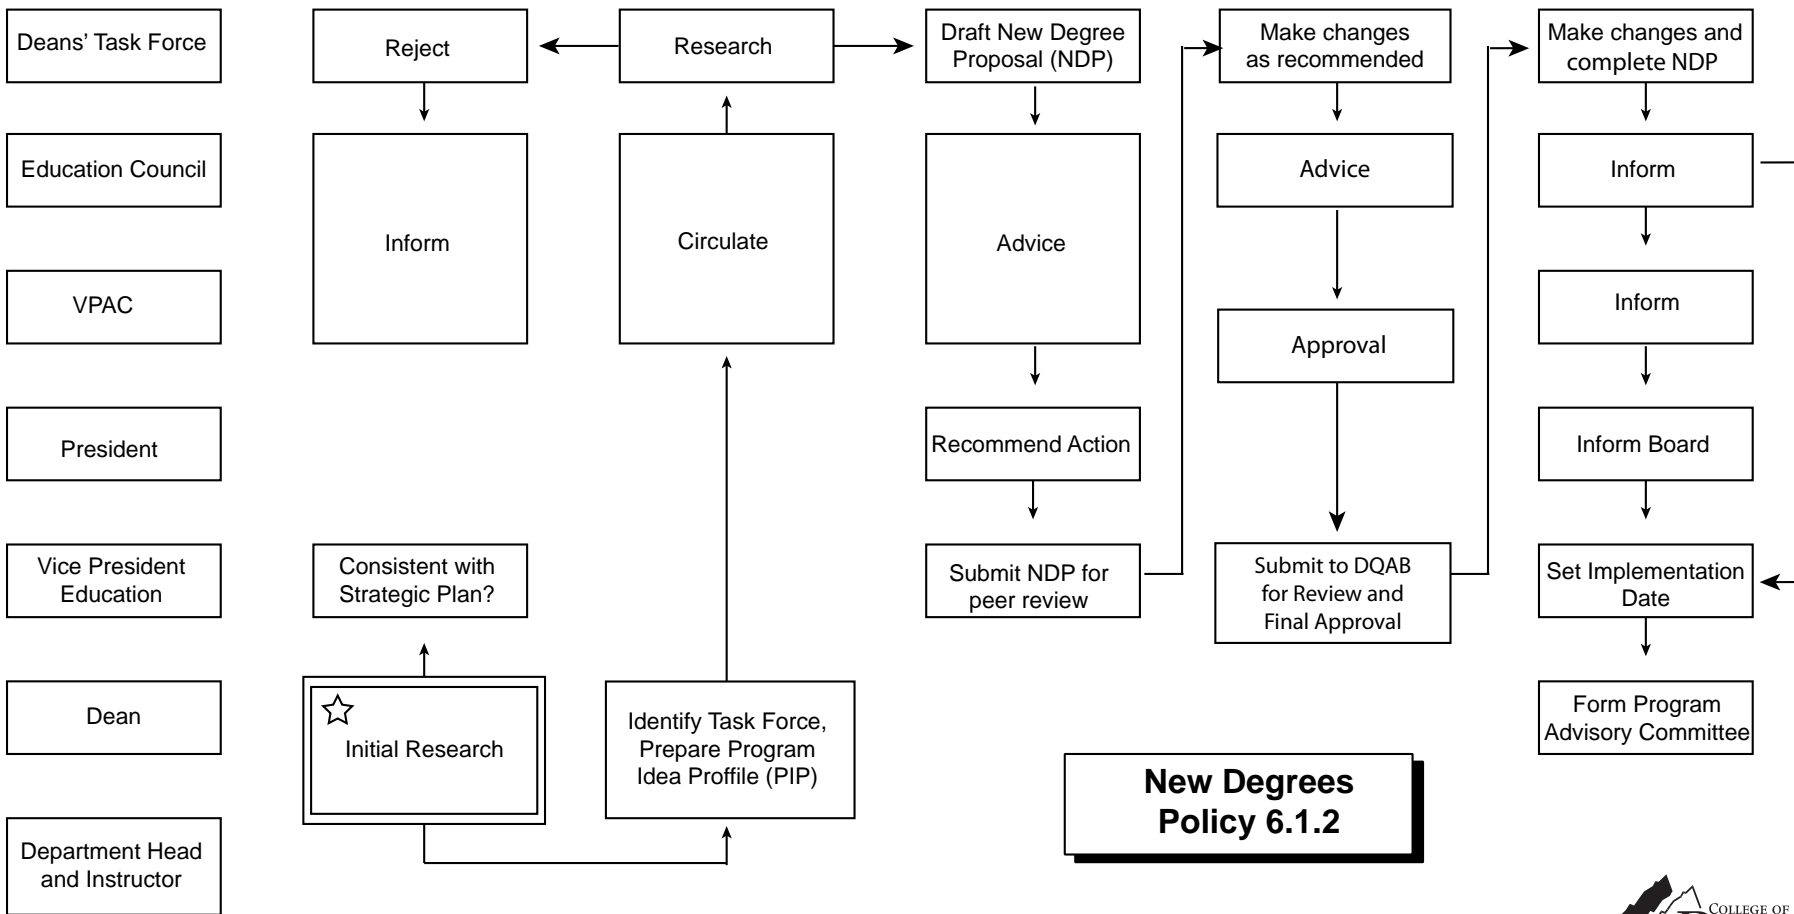 Deans’ Task Force
Reject
Research
Draft New Degree
Proposal (NDP)
Make changes
as recommended
Make changes and
complete NDP
Education Council
Inform
Circulate
Advice
Advice
Inform
VPAC
Approval
Inform
President
Recommend Action
Inform Board
Vice President
Education
Consistent with
Strategic Plan?
Submit NDP for
peer review
Submit to DQAB
for Review and
Final Approval
Set Implementation
Date
Dean
Initial Research
Identify Task Force,
Prepare Program
Idea Proffile (PIP)
Form Program
Advisory Committee
New Degrees
Policy 6.1.2
Department Head
and Instructor
COLLEGE OF